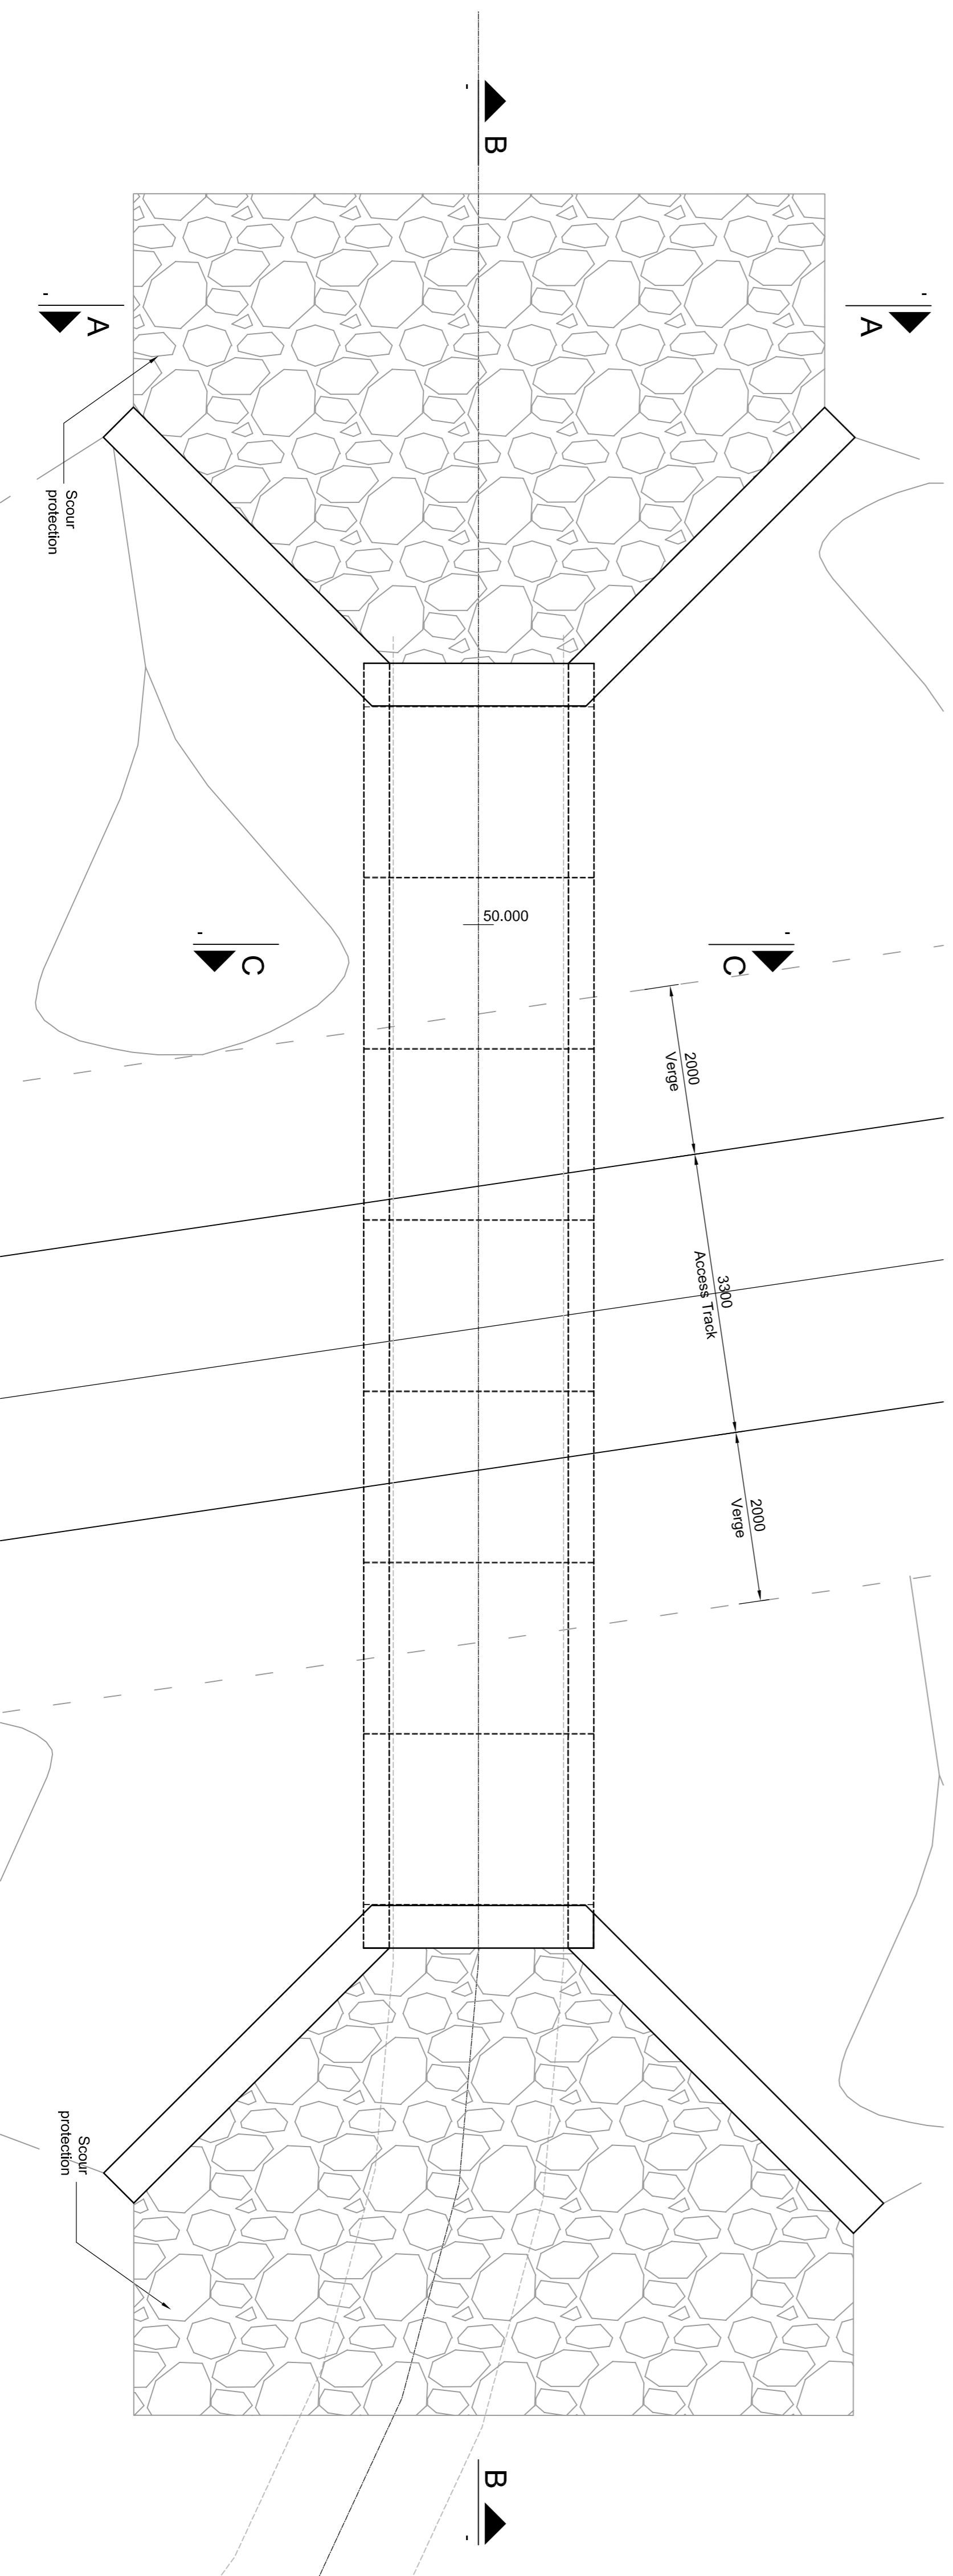 B
A
A
Scour
protection
50.000
C
C
2000
Verge
3300
Access Track
2000
Verge
Scour
protection
B